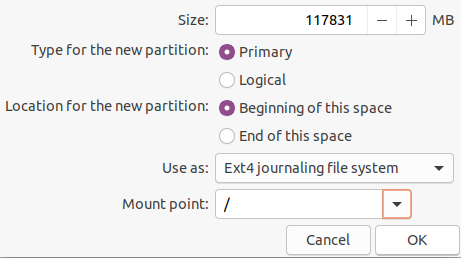 Size: 117831 − + MB
Type for the new partition: Primary
Logical
Location for the new partition: Beginning of this space
End of this space
Use as: Ext4 journaling file system
Mount point: /
Cancel OK